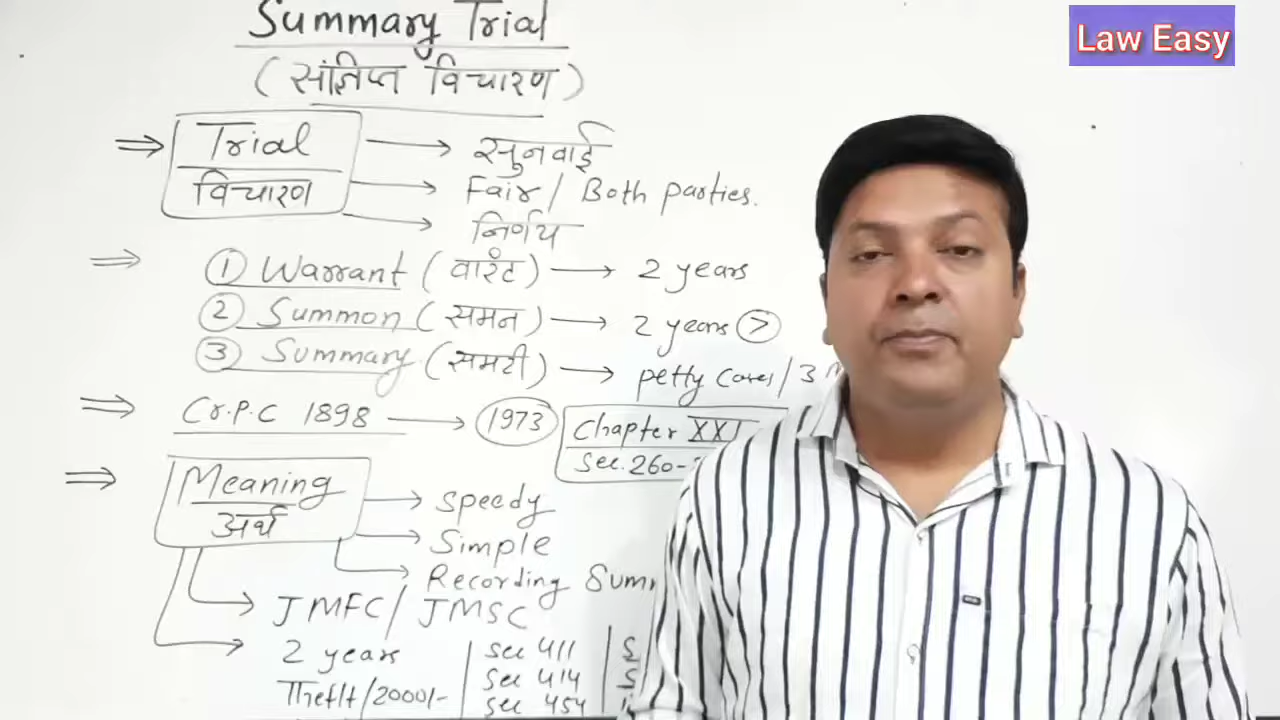 Law Easy
Summary Trial
(संक्षिप्त विचारण)
⇒ Trial → सुनवाई
विचारण → Fair / Both parties.
→ निर्णय
⇒ ① Warrant (वारंट) → 2 years
② Summon (समन) → 2 years >
③ Summary (समरी) → petty cases / 3
⇒ Cr.P.C 1898 → 1973
Chapter XXI
Sec. 260-
⇒ Meaning → Speedy
अर्थ → Simple
→ Recording
→ JMFC / JMSC
→ 2 years | sec 411
Theft / 2000/- sec 414
sec 454